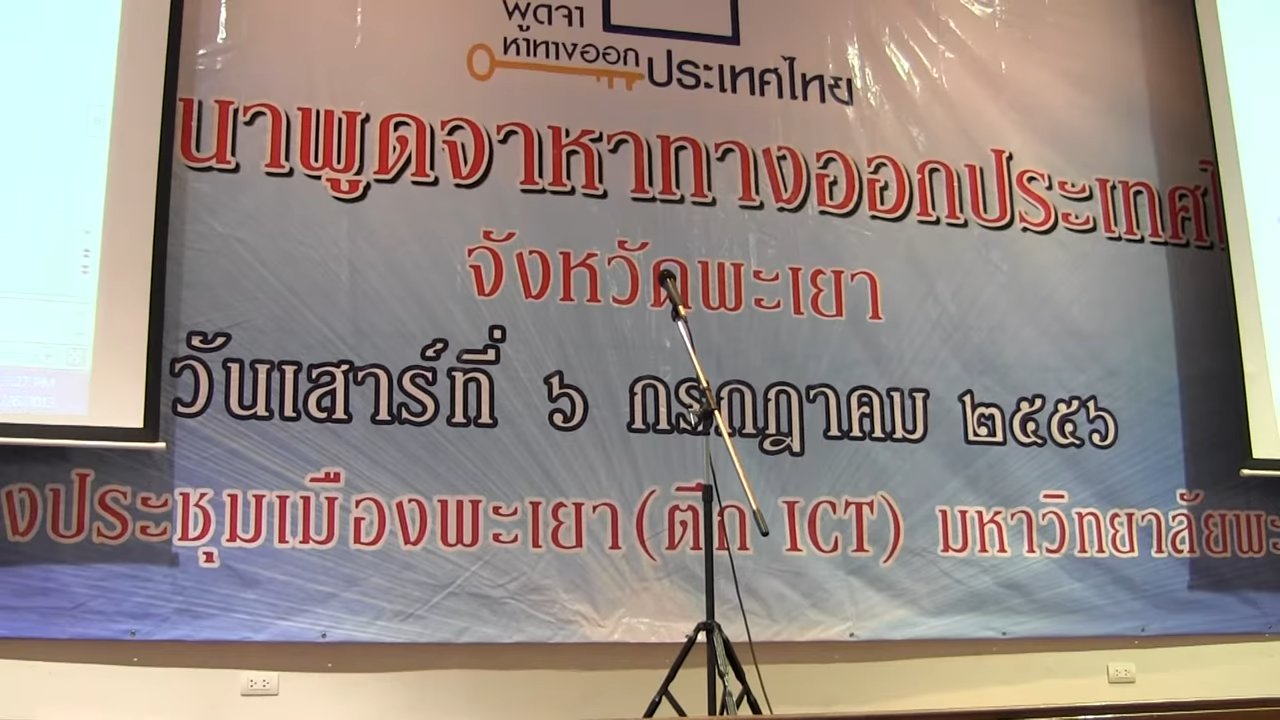 พูดจา
หาทางออก
ประเทศไทย
นาพูดจาหาทางออกประเทศไ
จังหวัดพะเยา
วันเสาร์ที่ ๖ กรกฎาคม ๒๕๕๖
งประชุมเมืองพะเยา(ตึก ICT) มหาวิทยาลัยพะ